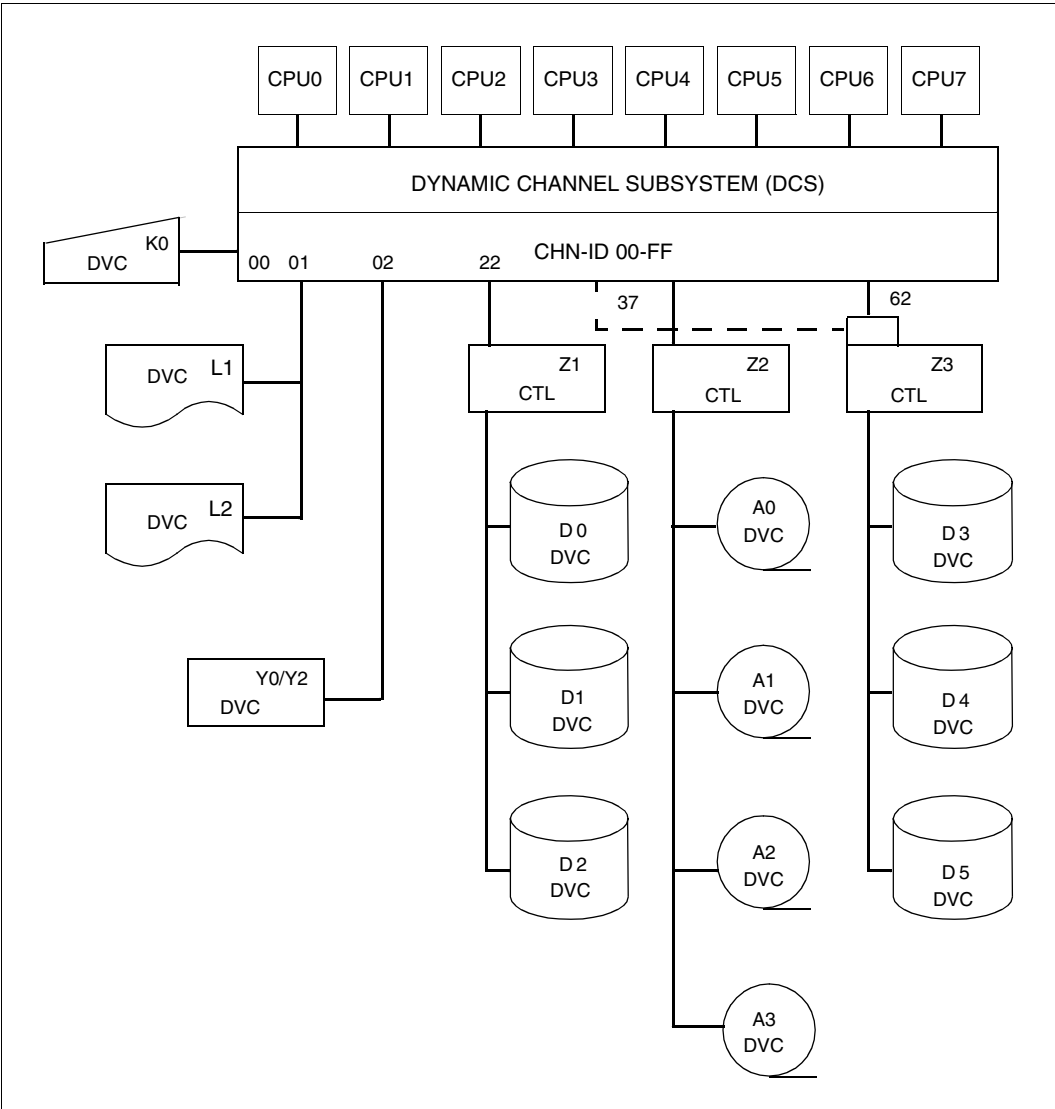 CPU0 CPU1 CPU2 CPU3 CPU4 CPU5 CPU6 CPU7
DYNAMIC CHANNEL SUBSYSTEM (DCS)
K0
DVC
CHN-ID 00-FF
00 01 02 22
37
62
L1
DVC
Z1
CTL
Z2
CTL
Z3
CTL
L2
DVC
D 0
DVC
A0
DVC
D 3
DVC
Y0/Y2
DVC
D1
DVC
A1
DVC
D 4
DVC
D 2
DVC
A2
DVC
D 5
DVC
A3
DVC